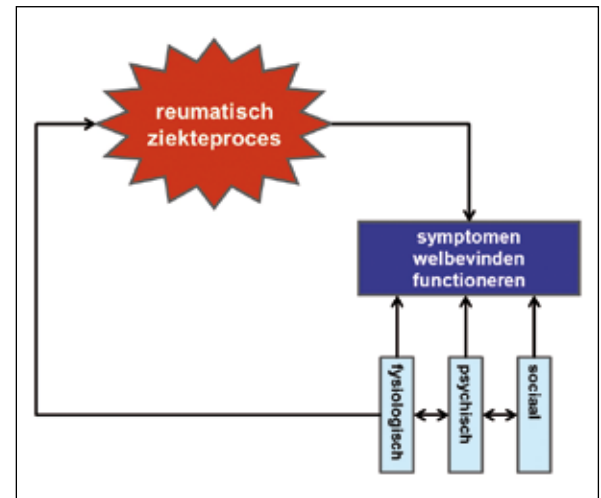 reumatisch
ziekteproces
symptomen
welbevinden
functioneren
fysiologisch
psychisch
sociaal